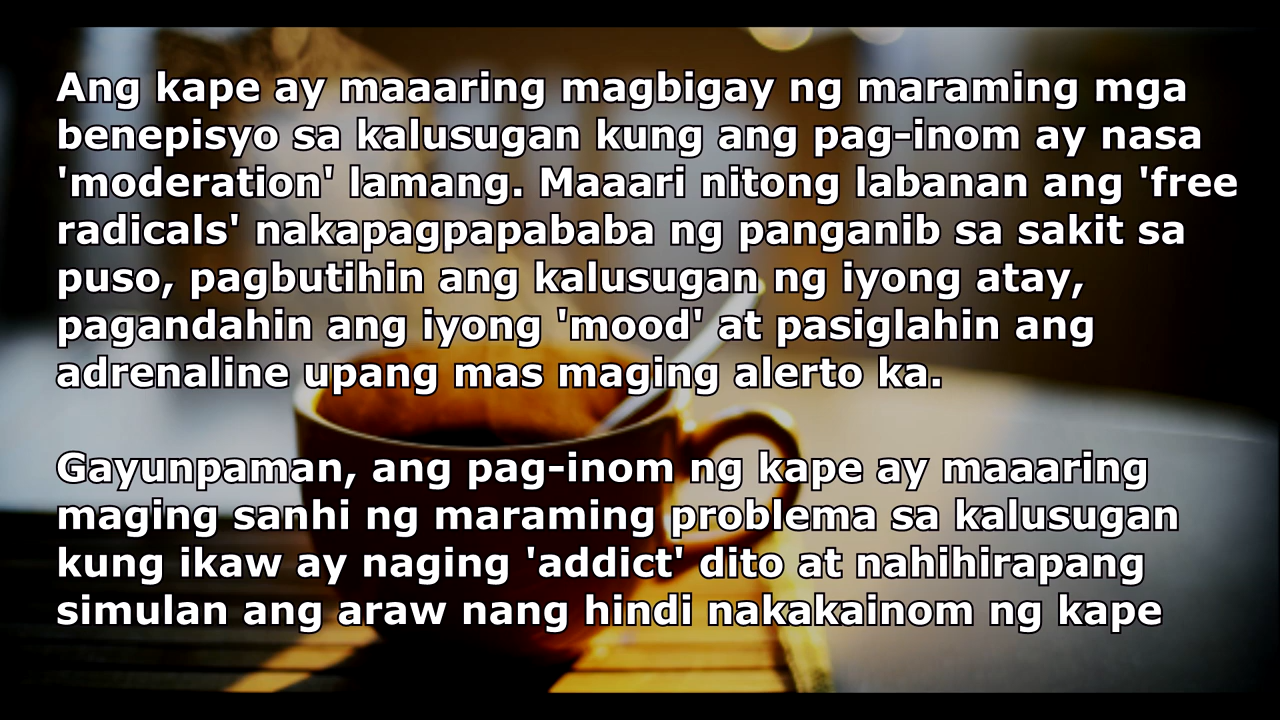 Ang kape ay maaaring magbigay ng maraming mga
benepisyo sa kalusugan kung ang pag-inom ay nasa
'moderation' lamang. Maaari nitong labanan ang 'free
radicals' nakapagpapababa ng panganib sa sakit sa
puso, pagbutihin ang kalusugan ng iyong atay,
pagandahin ang iyong 'mood' at pasiglahin ang
adrenaline upang mas maging alerto ka.

Gayunpaman, ang pag-inom ng kape ay maaaring
maging sanhi ng maraming problema sa kalusugan
kung ikaw ay naging 'addict' dito at nahihirapang
simulan ang araw nang hindi nakakainom ng kape